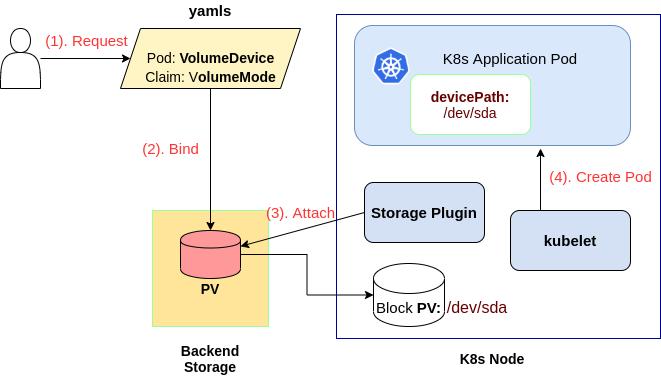 yamls
(1). Request
Pod: VolumeDevice
Claim: VolumeMode
K8s Application Pod
devicePath:
/dev/sda
(2). Bind
(4). Create Pod
(3). Attach
Storage Plugin
kubelet
PV
Block PV: /dev/sda
Backend
Storage
K8s Node